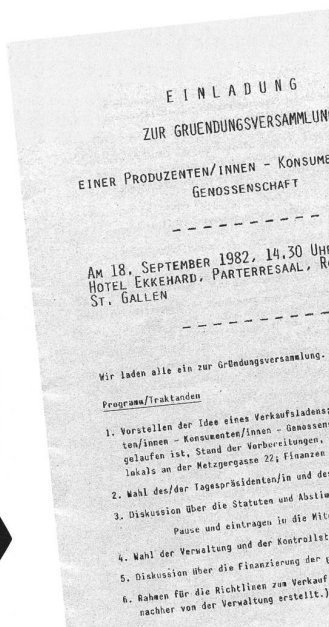 EINLADUNG
ZUR GRUENDUNGSVERSAMMLUN
EINER PRODUZENTEN/INNEN - KONSUME
GENOSSENSCHAFT
AM 18. SEPTEMBER 1982, 14.30 UHR
HOTEL EKKEHARD, PARTERRESAAL, R
ST. GALLEN
Wir laden alle ein zur Gründungsversammlung.
Programm/Traktanden
1. Vorstellen der Idee eines Verkaufsladens;
ten/innen - Konsumenten/innen - Genossens
gelaufen ist, Stand der Vorbereitungen,
lokals an der Metzgergasse 22; Finanzen
2. Wahl des/der Tagespräsidenten/in und de
3. Diskussion über die Statuten und Abstim
Pause und eintragen in die Mit
4. Wahl der Verwaltung und der Kontrollst
5. Diskussion über die Finanzierung der g
6. Rahmen für die Richtlinen zum Verkauf
nachher von der Verwaltung erstellt.)